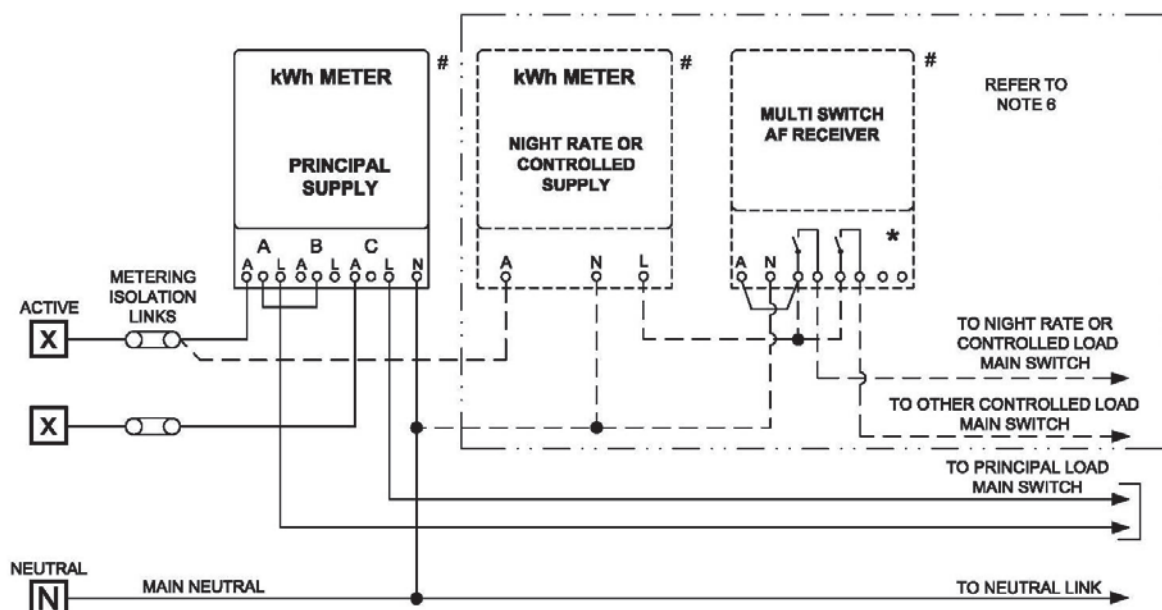 kWh METER
PRINCIPAL
SUPPLY
#
A B C
A L A L A L N
kWh METER
NIGHT RATE OR
CONTROLLED
SUPPLY
#
A N L
MULTI SWITCH
AF RECEIVER
#
*
A N
REFER TO
NOTE 6
METERING
ISOLATION
LINKS
ACTIVE
X
X
TO NIGHT RATE OR
CONTROLLED LOAD
MAIN SWITCH
TO OTHER CONTROLLED LOAD
MAIN SWITCH
TO PRINCIPAL LOAD
MAIN SWITCH
NEUTRAL
N
MAIN NEUTRAL
TO NEUTRAL LINK